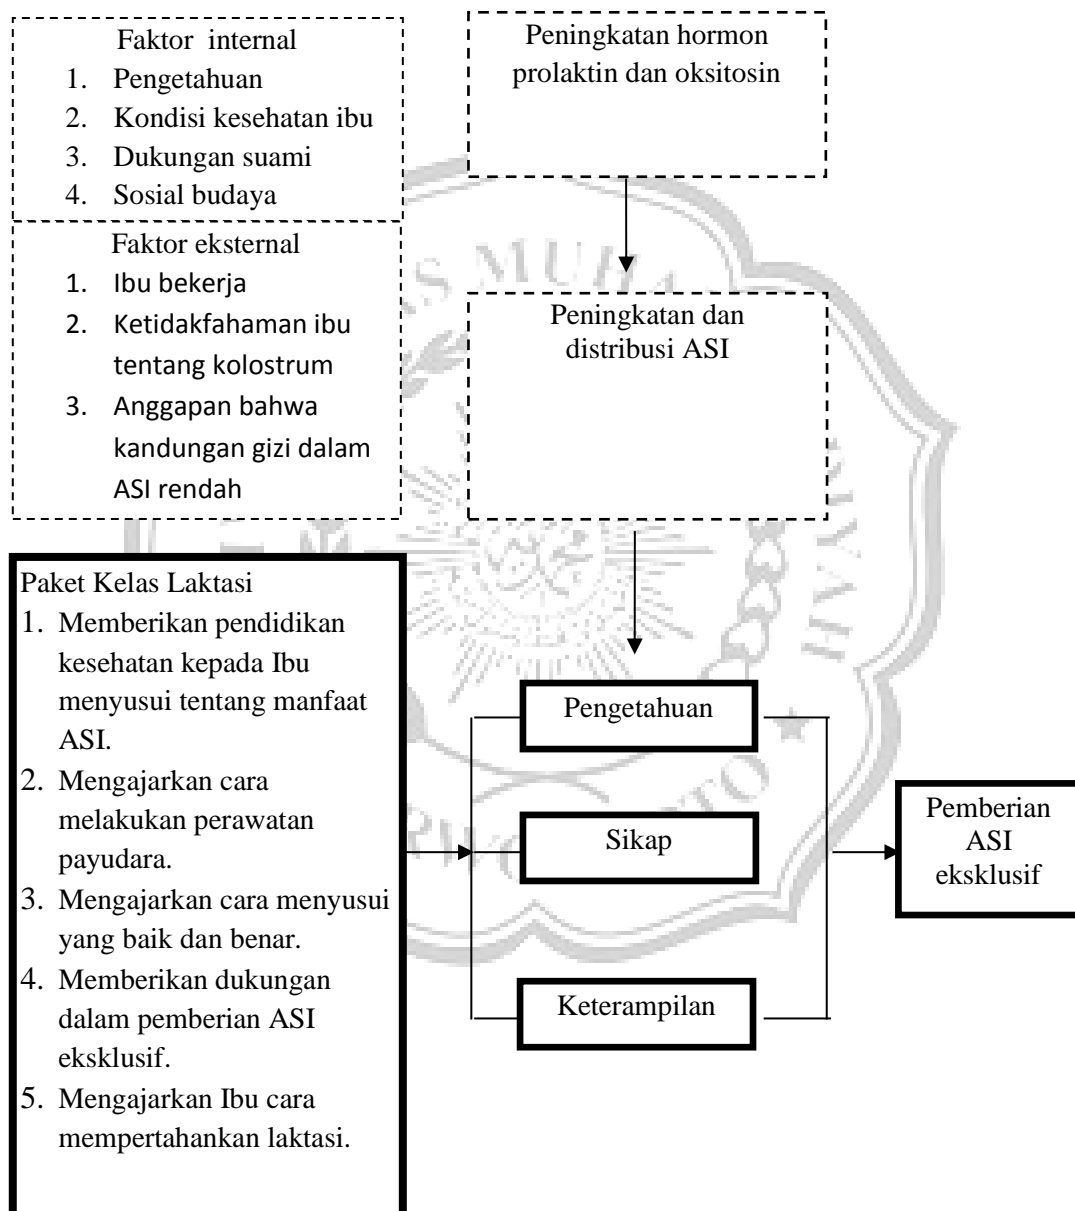 Faktor internal
1. Pengetahuan
2. Kondisi kesehatan ibu
3. Dukungan suami
4. Sosial budaya
Faktor eksternal
1. Ibu bekerja
2. Ketidakfahaman ibu
tentang kolostrum
3. Anggapan bahwa
kandungan gizi dalam
ASI rendah
Peningkatan hormon
prolaktin dan oksitosin
Peningkatan dan
distribusi ASI
Paket Kelas Laktasi
1. Memberikan pendidikan
kesehatan kepada Ibu
menyusui tentang manfaat
ASI.
2. Mengajarkan cara
melakukan perawatan
payudara.
3. Mengajarkan cara menyusui
yang baik dan benar.
4. Memberikan dukungan
dalam pemberian ASI
eksklusif.
5. Mengajarkan Ibu cara
mempertahankan laktasi.
Pengetahuan
Sikap
Keterampilan
Pemberian
ASI
eksklusif